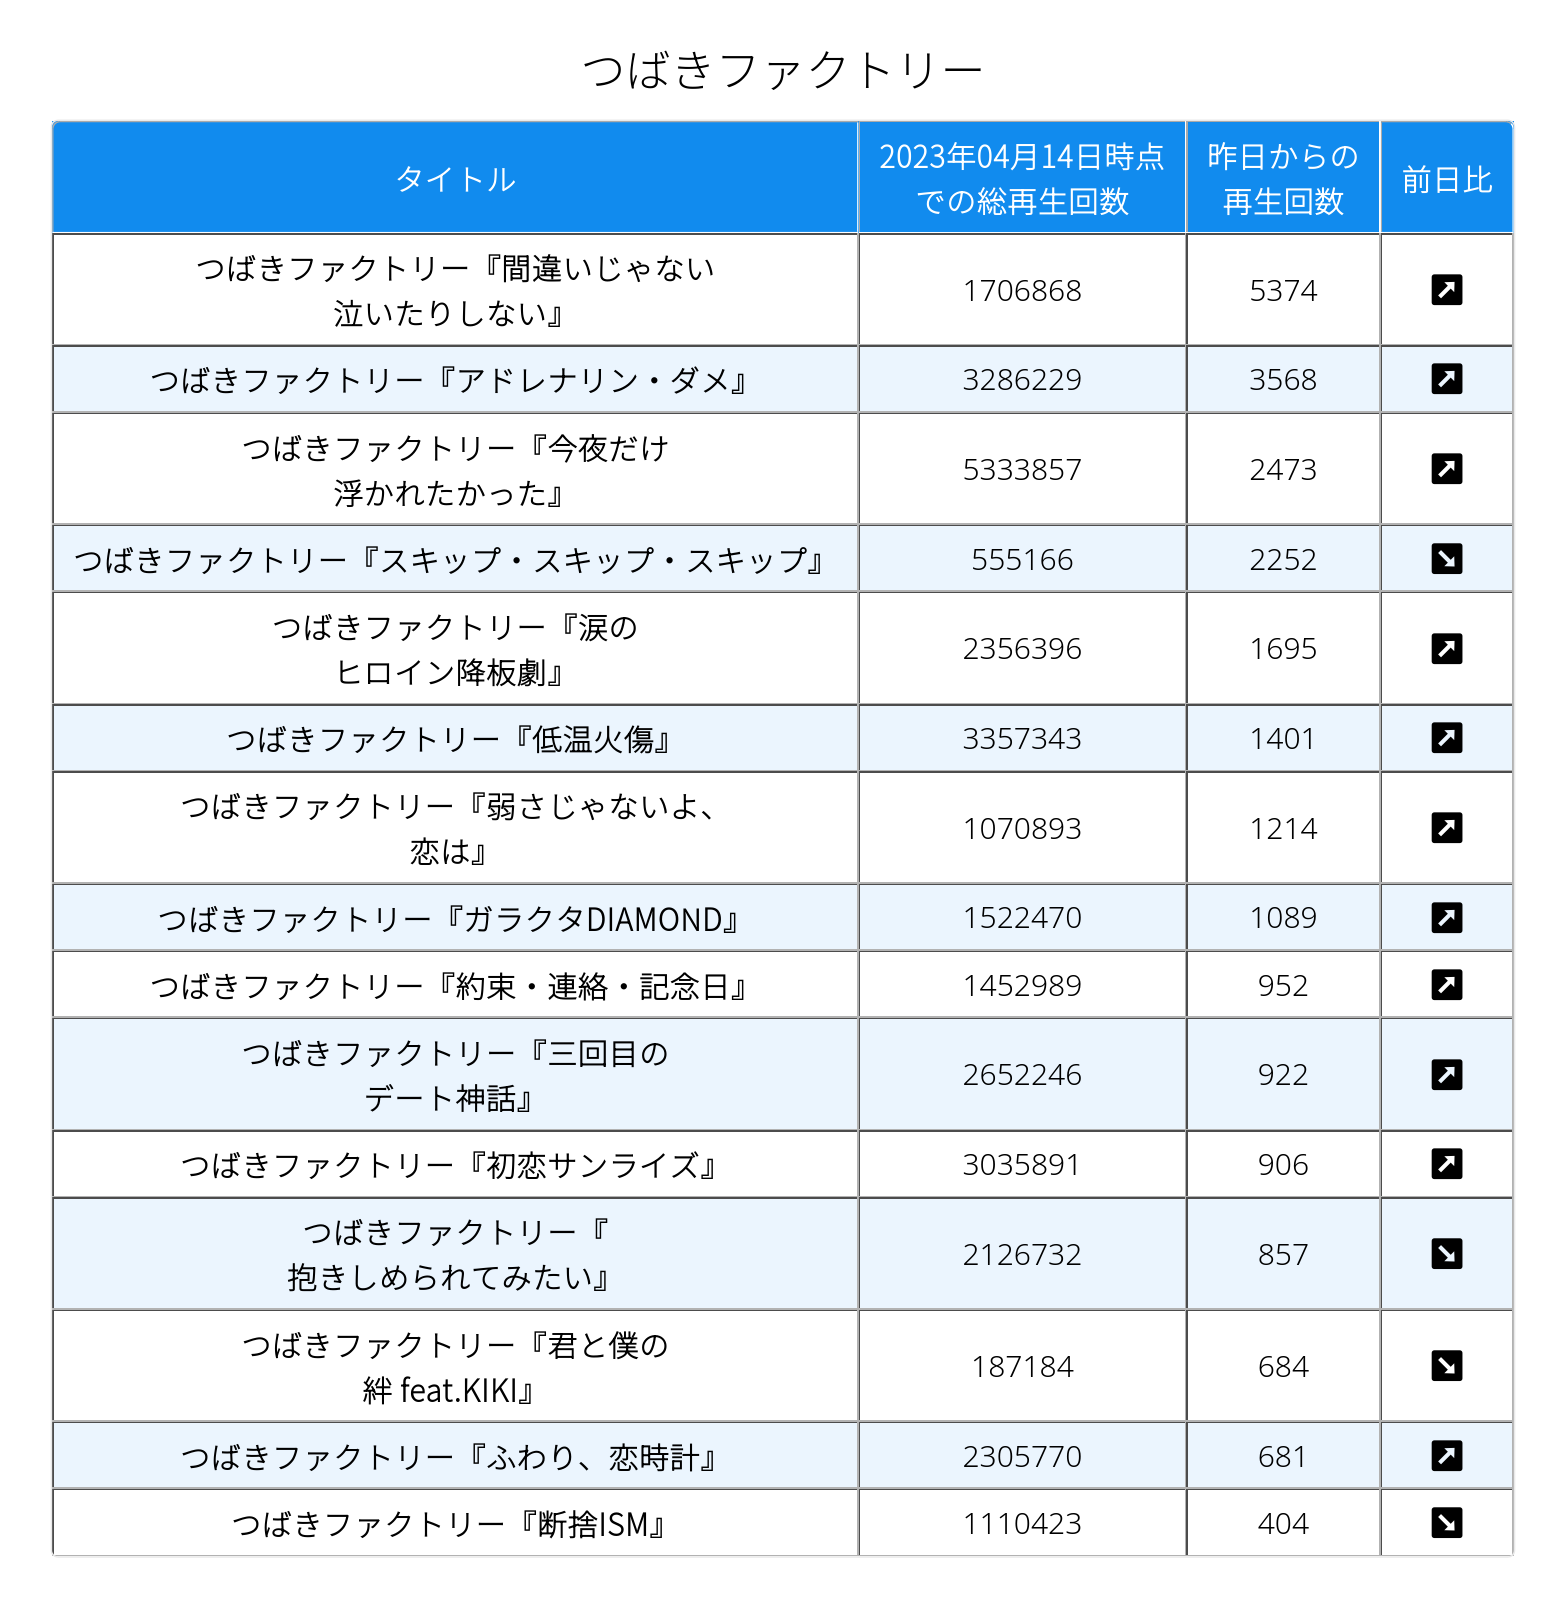 つばきファクトリー
タイトル
2023年04月14日時点
での総再生回数
昨日からの
再生回数
前日比
つばきファクトリー『間違いじゃない
泣いたりしない』
1706868
5374
つばきファクトリー『アドレナリン・ダメ』
3286229
3568
つばきファクトリー『今夜だけ
浮かれたかった』
5333857
2473
つばきファクトリー『スキップ・スキップ・スキップ』
555166
2252
つばきファクトリー『涙の
ヒロイン降板劇』
2356396
1695
つばきファクトリー『低温火傷』
3357343
1401
つばきファクトリー『弱さじゃないよ、
恋は』
1070893
1214
つばきファクトリー『ガラクタDIAMOND』
1522470
1089
つばきファクトリー『約束・連絡・記念日』
1452989
952
つばきファクトリー『三回目の
デート神話』
2652246
922
つばきファクトリー『初恋サンライズ』
3035891
906
つばきファクトリー『
抱きしめられてみたい』
2126732
857
つばきファクトリー『君と僕の
絆 feat.KIKI』
187184
684
つばきファクトリー『ふわり、恋時計』
2305770
681
つばきファクトリー『断捨ISM』
1110423
404